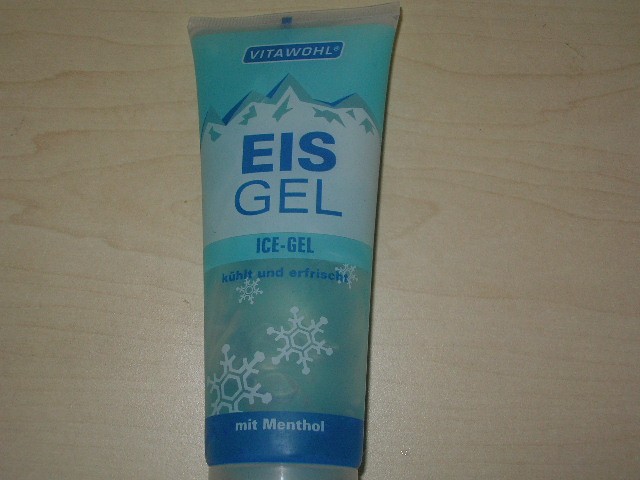 VITAWOHL®
EIS
GEL
ICE-GEL
kühlt und erfrischt
mit Menthol